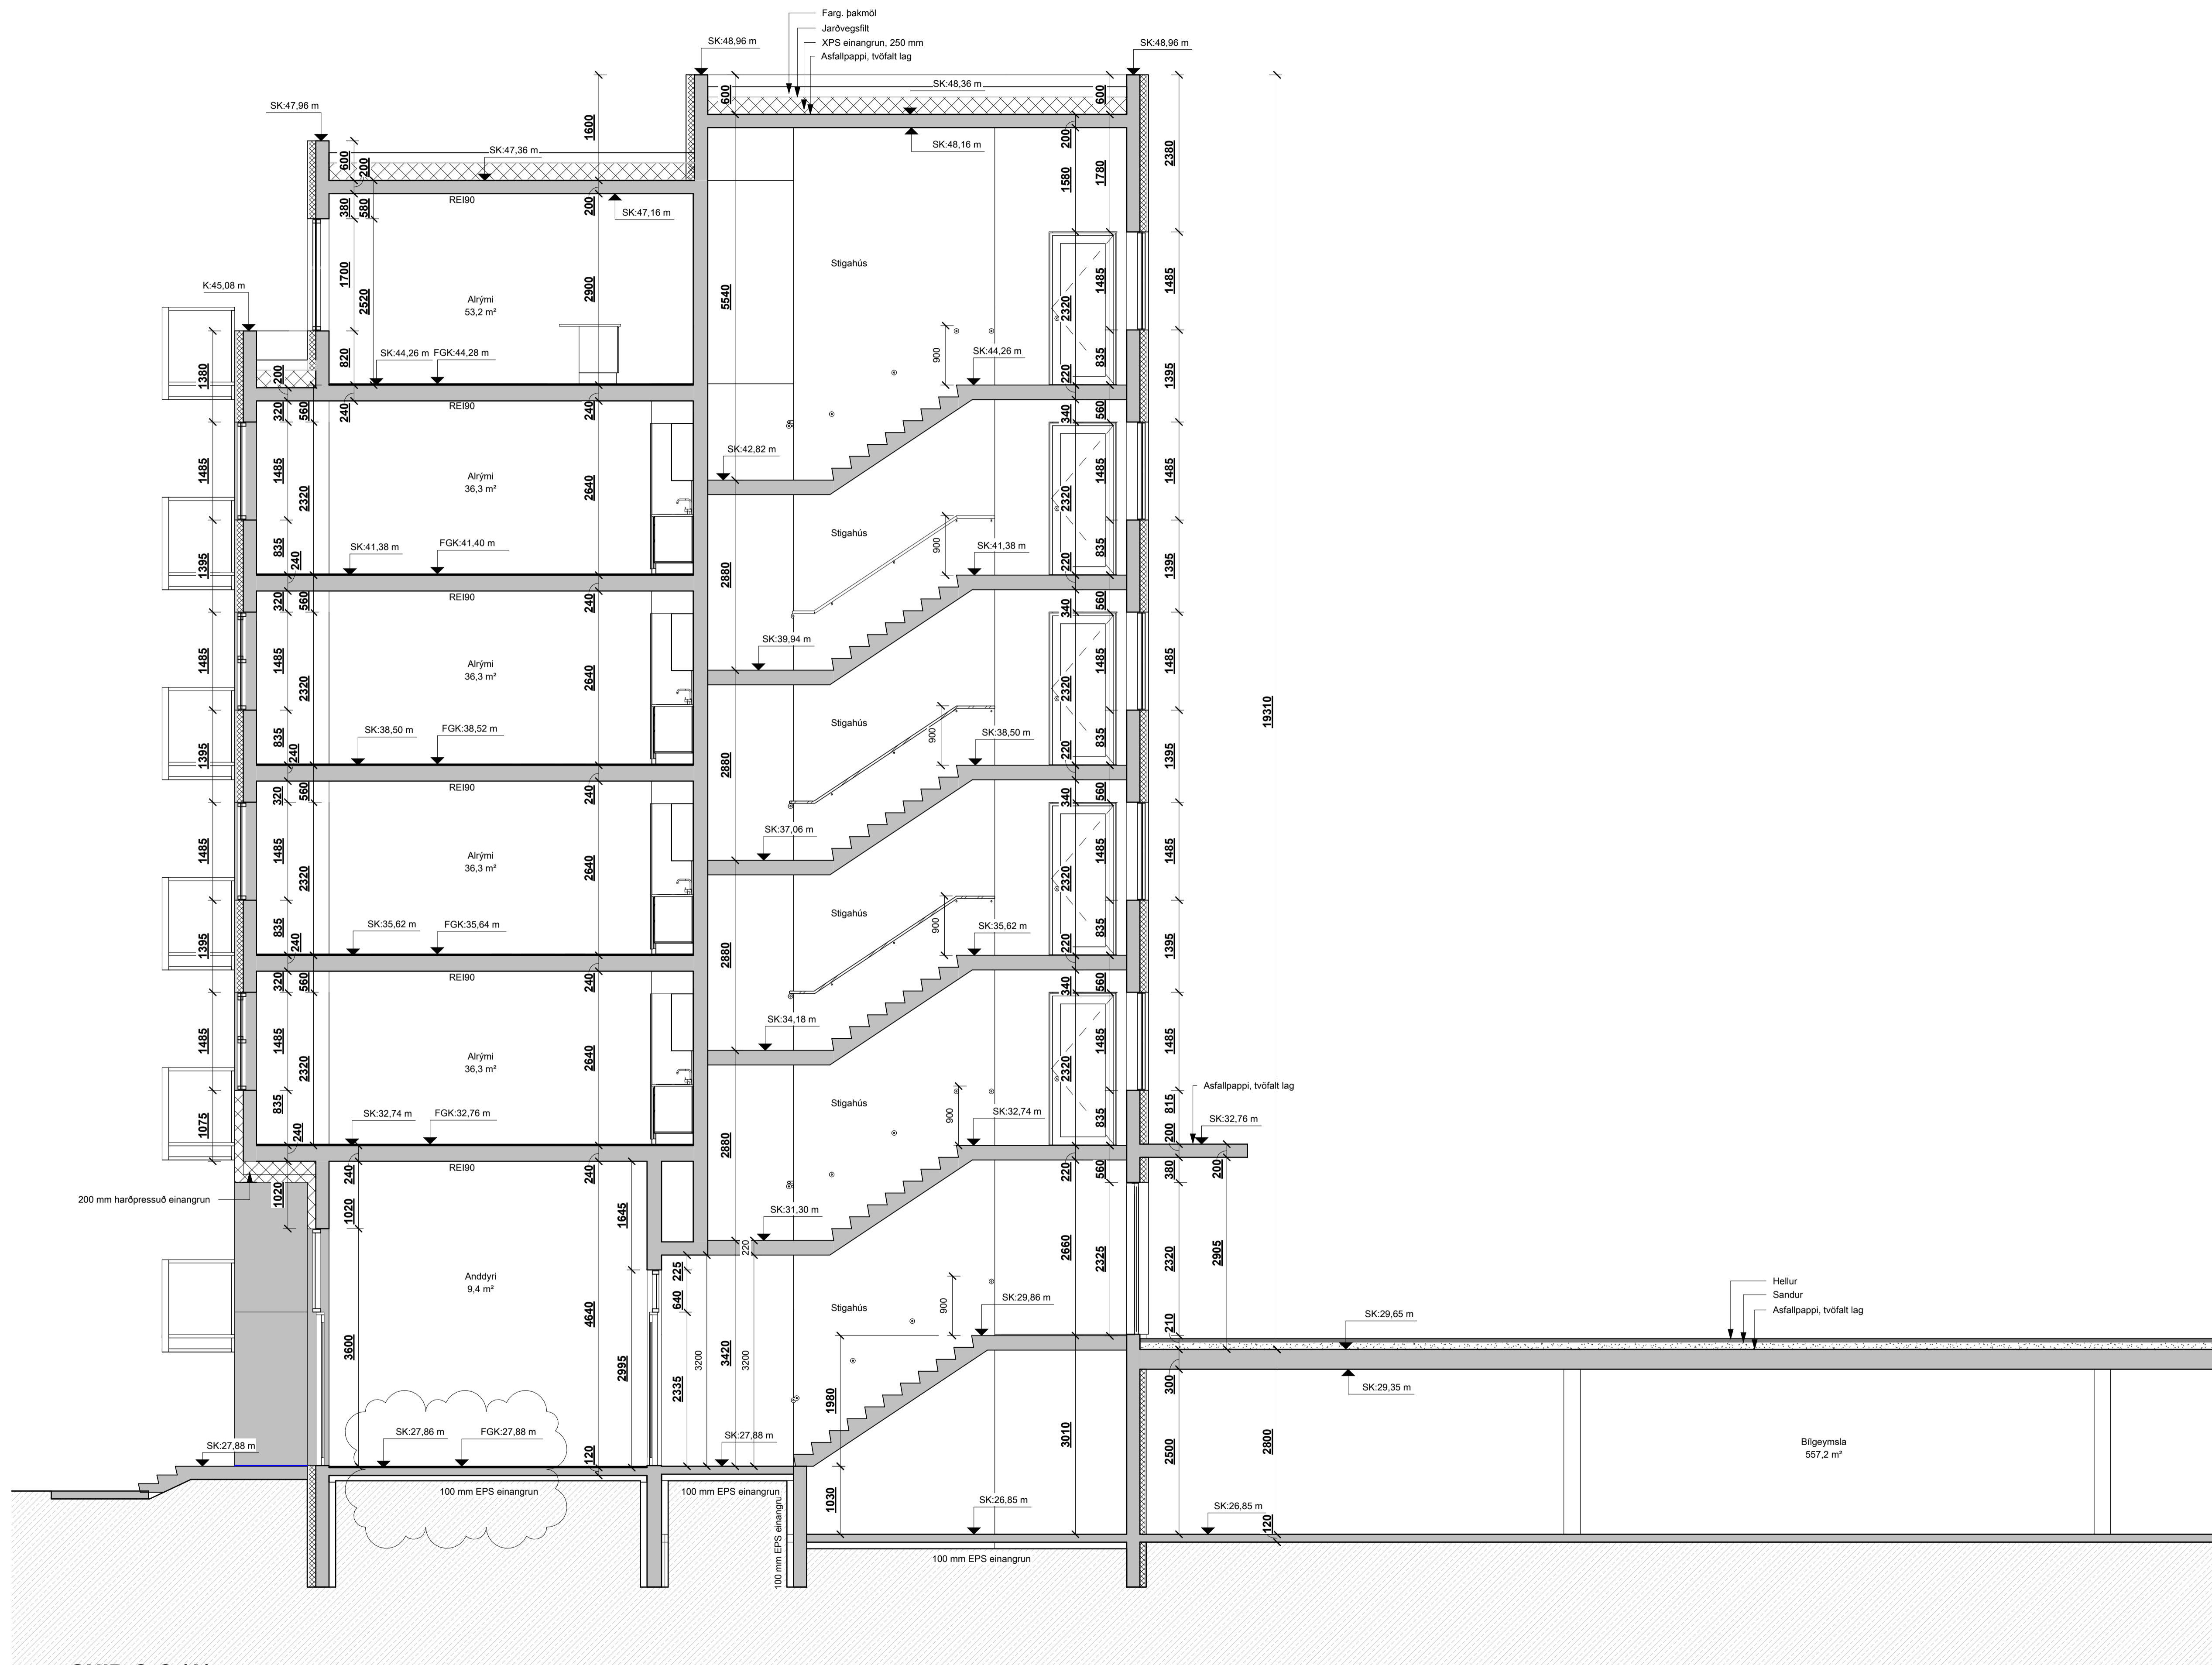 Farg. þakmöl
Jarðvegsfilt
XPS einangrun, 250 mm
Asfallpappi, tvöfalt lag
SK:48,96 m
SK:48,96 m
SK:48,36 m
SK:48,16 m
SK:47,96 m
SK:47,36 m
SK:47,16 m
600
600
1600
200
2380
1580
1780
600
200
REI90
380
580
200
1700
2520
2900
5540
Stigahús
1485
1485
2320
Alrými
53,2 m²
K:45,08 m
SK:44,26 m
FGK:44,28 m
SK:44,26 m
820
900
835
1380
200
220
1395
320
560
240
REI90
240
340
560
SK:42,82 m
1485
1485
2320
Alrými
36,3 m²
2640
Stigahús
1485
2320
1485
SK:41,38 m
FGK:41,40 m
900
SK:41,38 m
835
240
1395
2880
835
220
1395
320
560
REI90
240
340
560
SK:39,94 m
1485
1485
2320
Alrými
36,3 m²
2640
Stigahús
1485
2320
1485
19310
SK:38,50 m
FGK:38,52 m
900
SK:38,50 m
835
240
1395
2880
835
220
1395
320
560
REI90
240
340
560
SK:37,06 m
1485
1485
2320
Alrými
36,3 m²
2640
Stigahús
1485
2320
1485
SK:35,62 m
FGK:35,64 m
900
SK:35,62 m
835
240
1395
2880
835
220
1395
320
560
REI90
240
340
560
SK:34,18 m
1485
1485
2320
Alrými
36,3 m²
2640
Stigahús
1485
2320
1485
Asfallpappi, tvöfalt lag
SK:32,74 m
FGK:32,76 m
900
SK:32,74 m
SK:32,76 m
835
240
1075
2880
835
815
200
240
REI90
240
220
560
380
200
200 mm harðpressuð einangrun
1020
1020
1645
SK:31,30 m
220
2660
2325
2320
2905
225
640
Anddyri
9,4 m²
Stigahús
900
SK:29,86 m
210
SK:29,65 m
Hellur
Sandur
Asfallpappi, tvöfalt lag
3600
4640
2995
2335
3200
3420
3200
1980
300
SK:29,35 m
SK:27,88 m
SK:27,86 m
FGK:27,88 m
SK:27,88 m
120
3010
2500
2800
Bílgeymsla
557,2 m²
100 mm EPS einangrun
100 mm EPS einangrun
100 mm EPS einangrun
1030
SK:26,85 m
SK:26,85 m
120
100 mm EPS einangrun